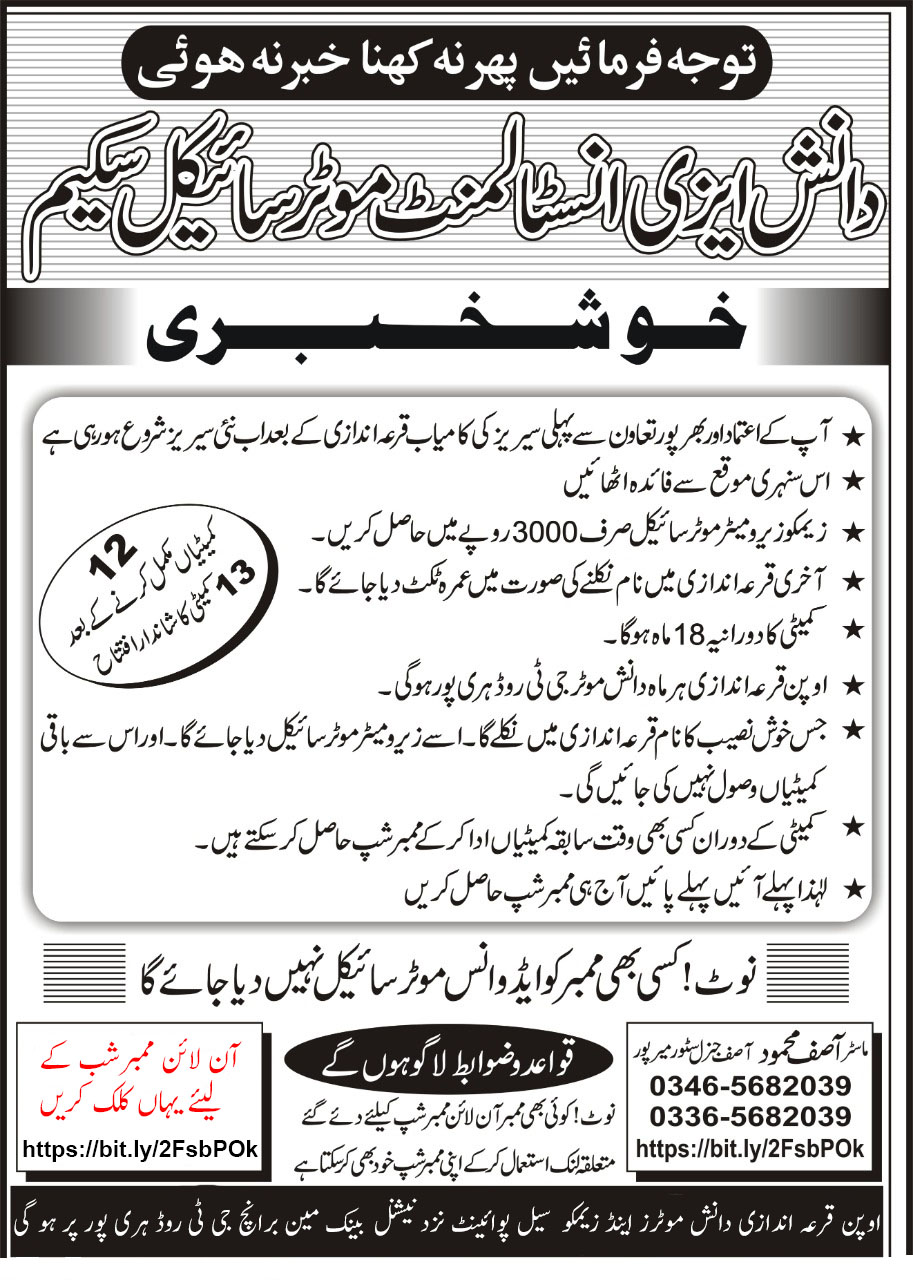 توجہ فرمائیں پھر نہ کھنا خبر نہ ھوئی
دانش ایزی انسٹالمنٹ موٹر سائیکل سکیم
خوشخبری
★ آپ کے اعتماد اور بھرپور تعاون سے پہلی سیریز کی کامیاب قرعہ اندازی کے بعد اب نئی سیریز شروع ہو رہی ہے
★ اس سنہری موقع سے فائدہ اٹھائیں
★ زیمکو زیرو میٹر موٹر سائیکل صرف 3000 روپے میں حاصل کریں۔
★ آخری قرعہ اندازی میں نام نکلنے کی صورت میں عمرہ ٹکٹ دیا جائے گا۔
★ کمیٹی کا دورانیہ 18 ماہ ہوگا۔
★ اوپن قرعہ اندازی ہر ماہ دانش موٹر جی ٹی روڈ ہری پور ہوگی۔
★ جس خوش نصیب کا نام قرعہ اندازی میں نکلے گا۔ اسے زیرو میٹر موٹر سائیکل دیا جائے گا۔ اور اس سے باقی
کمیٹیاں وصول نہیں کی جائیں گی۔
★ کمیٹی کے دوران کسی بھی وقت سابقہ کمیٹیاں ادا کر کے ممبر شپ حاصل کر سکتے ہیں۔
★ لہٰذا پہلے آئیں پہلے پائیں آج ہی ممبر شپ حاصل کریں
12 کمیٹیاں مکمل کرنے کے بعد
13 کمیٹی کا شاندار افتتاح
نوٹ! کسی بھی ممبر کو ایڈوانس موٹر سائیکل نہیں دیا جائے گا
ماسٹر آصف محمود آصف جنرل سٹور میرپور
0346-5682039
0336-5682039
https://bit.ly/2FsbPOk
قواعد و ضوابط لاگو ہوں گے
نوٹ! کوئی بھی ممبر آن لائن ممبر شپ کیلئے دئے گئے
متعلقہ لنک استعمال کر کے اپنی ممبر شپ خود بھی کر سکتا ہے
آن لائن ممبر شب کے
لیئے یہاں کلک کریں
https://bit.ly/2FsbPOk
اوپن قرعہ اندازی دانش موٹرز اینڈ زیمکو سیل پوائینٹ نزد نیشنل بینک مین برانچ جی ٹی روڈ ہری پور پر ہو گی